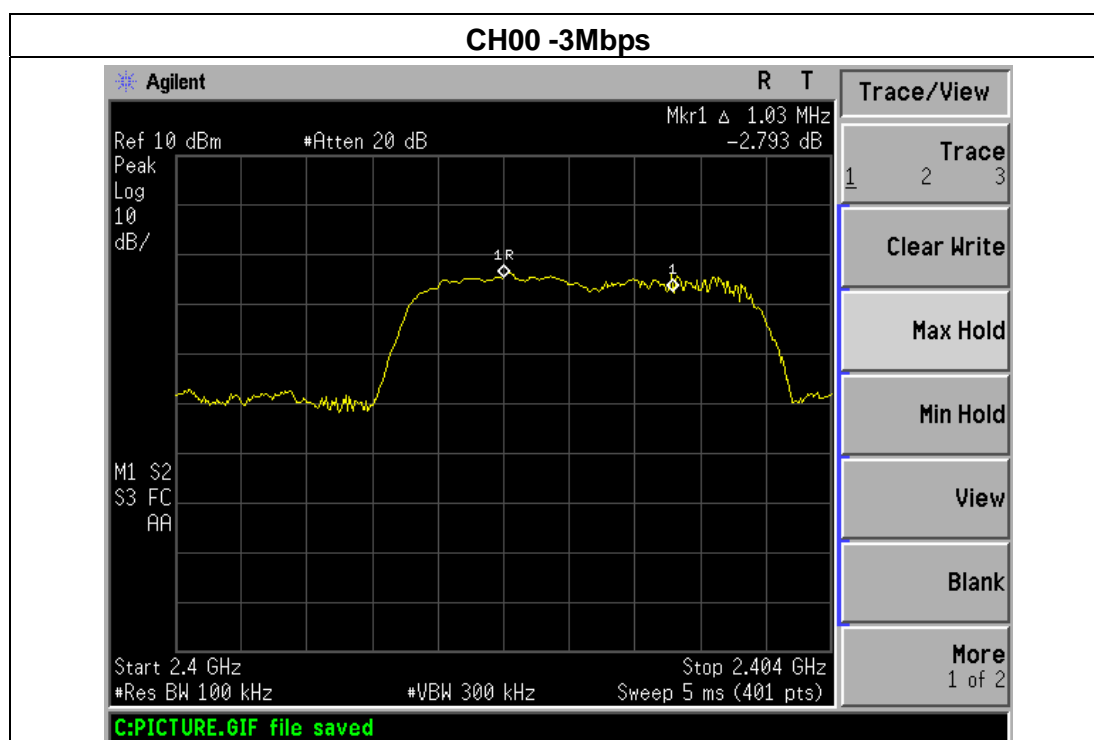 CH00 -3Mbps
Agilent R T
Mkr1 Δ 1.03 MHz
Ref 10 dBm #Atten 20 dB -2.793 dB
Peak
Log
10
dB/
1R
1
M1 S2
S3 FC
AA
Start 2.4 GHz Stop 2.404 GHz
#Res BW 100 kHz #VBW 300 kHz Sweep 5 ms (401 pts)
C:PICTURE.GIF file saved
Trace/View
Trace
1 2 3
Clear Write
Max Hold
Min Hold
View
Blank
More
1 of 2